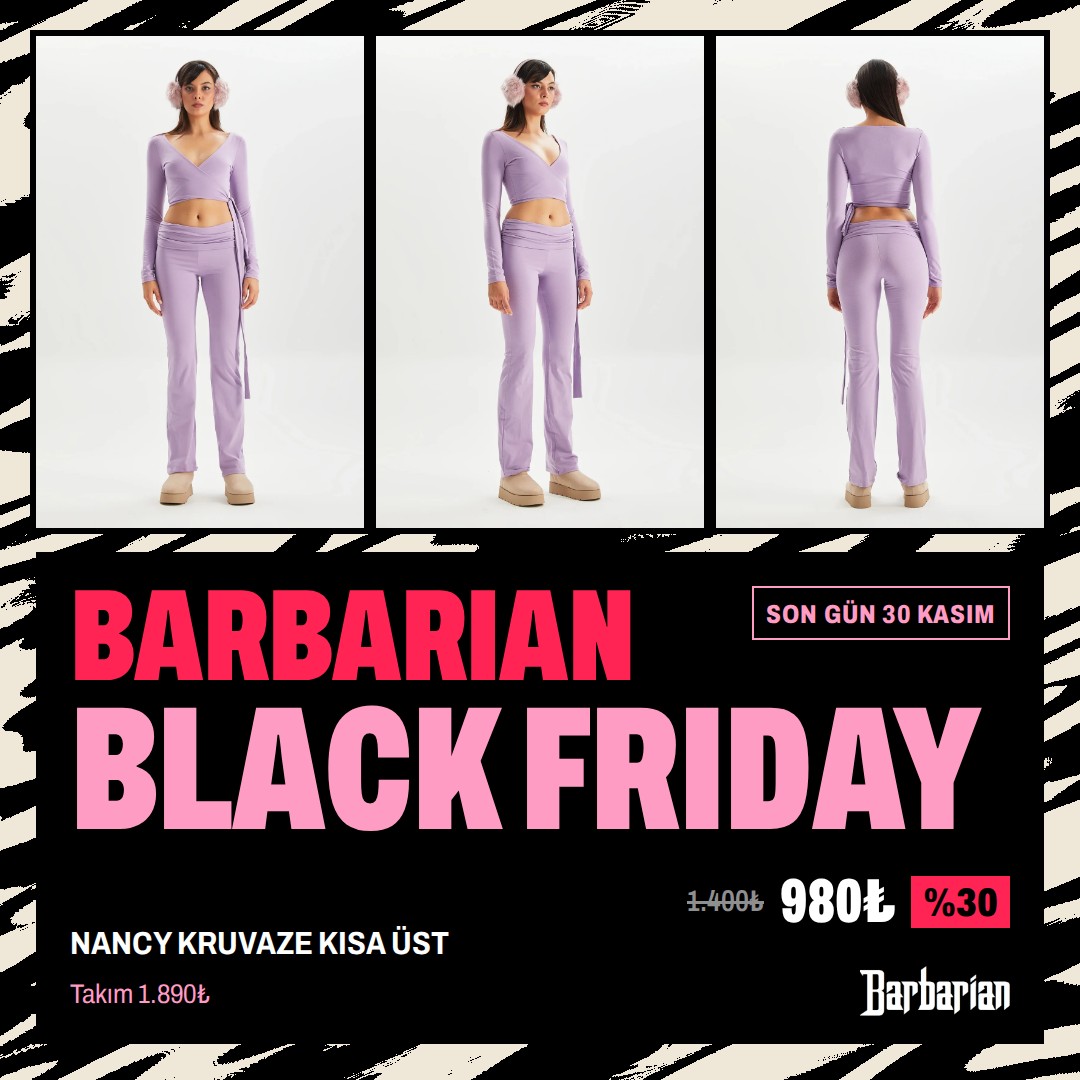 BARBARIAN
SON GÜN 30 KASIM
BLACK FRIDAY
1.400₺ 980₺ %30
NANCY KRUVAZE KISA ÜST
Takım 1.890₺
Barbarian